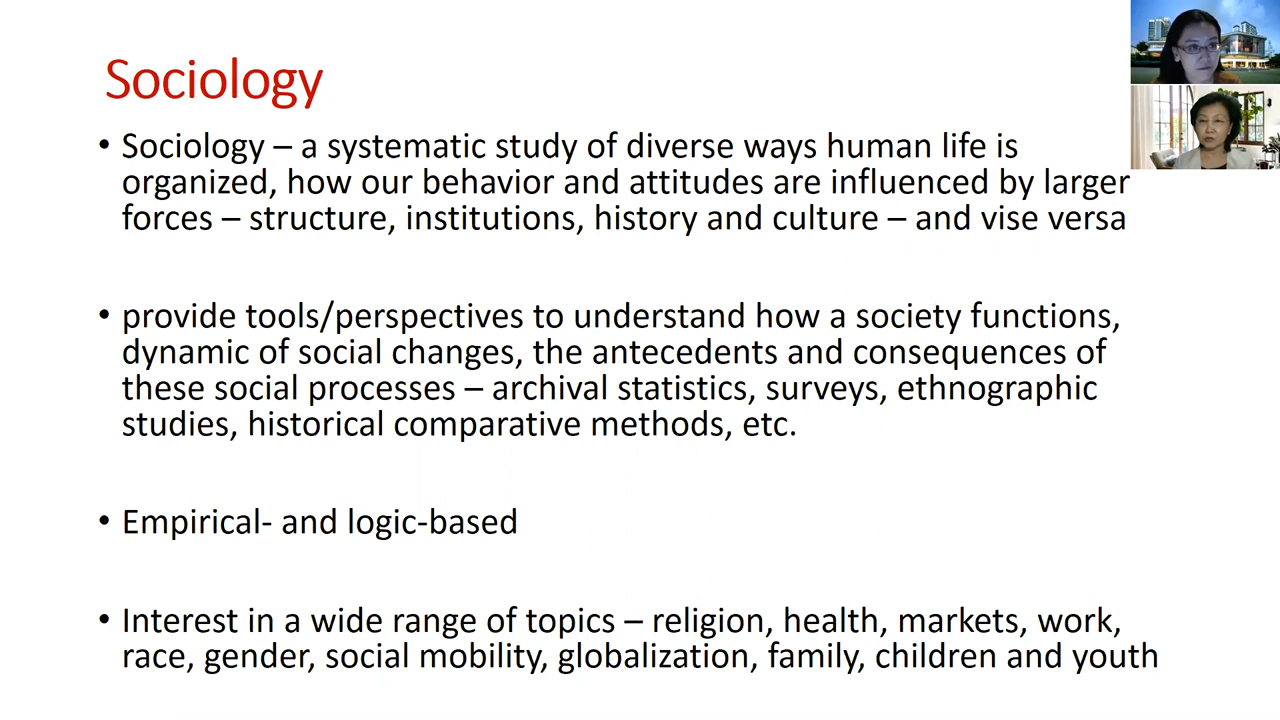 Sociology
• Sociology – a systematic study of diverse ways human life is
organized, how our behavior and attitudes are influenced by larger
forces – structure, institutions, history and culture – and vise versa
• provide tools/perspectives to understand how a society functions,
dynamic of social changes, the antecedents and consequences of
these social processes – archival statistics, surveys, ethnographic
studies, historical comparative methods, etc.
• Empirical- and logic-based
• Interest in a wide range of topics – religion, health, markets, work,
race, gender, social mobility, globalization, family, children and youth